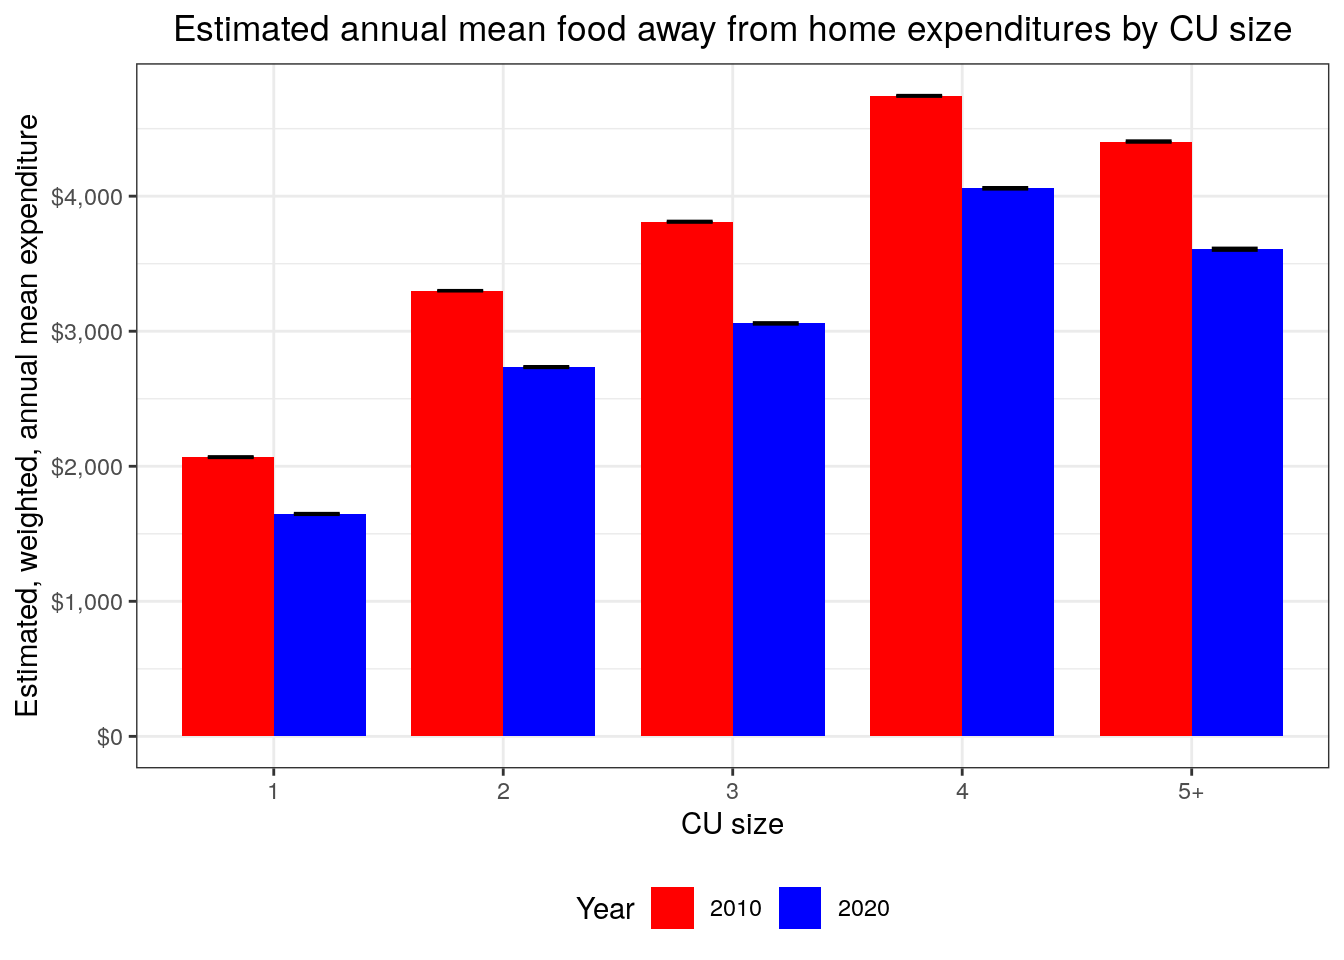 Estimated annual mean food away from home expenditures by CU size
Estimated, weighted, annual mean expenditure
$4,000
$3,000
$2,000
$1,000
$0
1 2 3 4 5+
CU size
Year 2010 2020